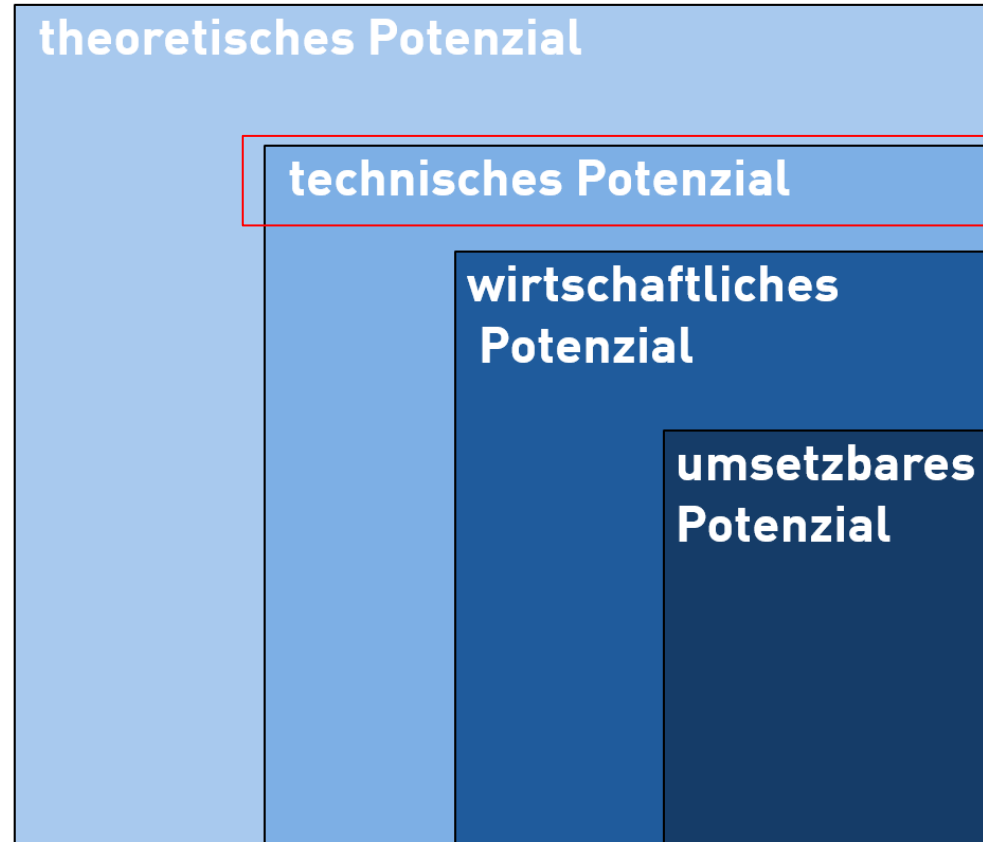 theoretisches Potenzial
technisches Potenzial
wirtschaftliches
Potenzial
umsetzbares
Potenzial